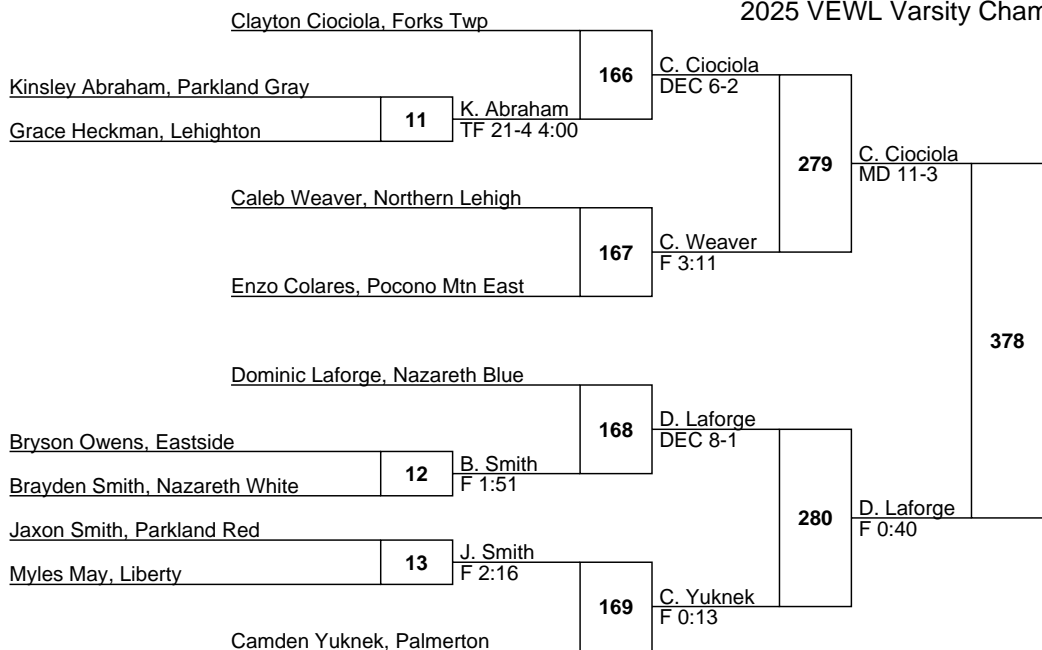 2025 VEWL Varsity Cham
Clayton Ciociola, Forks Twp
166
C. Ciociola
DEC 6-2
Kinsley Abraham, Parkland Gray
11
K. Abraham
TF 21-4 4:00
Grace Heckman, Lehighton
279
C. Ciociola
MD 11-3
Caleb Weaver, Northern Lehigh
167
C. Weaver
F 3:11
Enzo Colares, Pocono Mtn East
378
Dominic Laforge, Nazareth Blue
168
D. Laforge
DEC 8-1
Bryson Owens, Eastside
12
B. Smith
F 1:51
Brayden Smith, Nazareth White
280
D. Laforge
F 0:40
Jaxon Smith, Parkland Red
13
J. Smith
F 2:16
Myles May, Liberty
169
C. Yuknek
F 0:13
Camden Yuknek, Palmerton